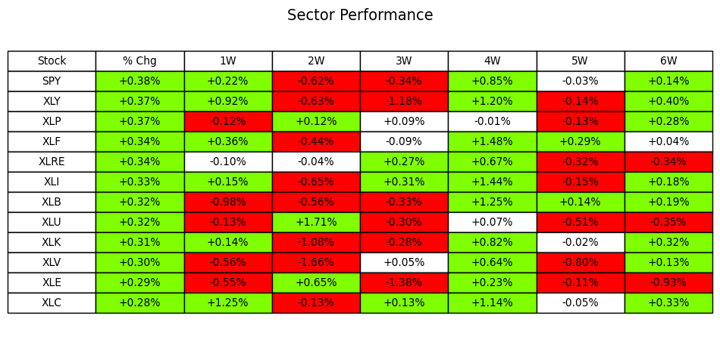 Sector Performance
Stock % Chg 1W 2W 3W 4W 5W 6W
SPY +0.38% +0.22% -0.62% -0.34% +0.85% -0.03% +0.14%
XLY +0.37% +0.92% -0.63% -1.18% +1.20% -0.14% +0.40%
XLP +0.37% -0.12% +0.12% +0.09% -0.01% -0.13% +0.28%
XLF +0.34% +0.36% -0.44% -0.09% +1.48% +0.29% +0.04%
XLRE +0.34% -0.10% -0.04% +0.27% +0.67% -0.32% -0.34%
XLI +0.33% +0.15% -0.65% +0.31% +1.44% -0.15% +0.18%
XLB +0.32% -0.98% -0.56% -0.33% +1.25% +0.14% +0.19%
XLU +0.32% -0.13% +1.71% -0.30% +0.07% -0.51% -0.35%
XLK +0.31% +0.14% -1.08% -0.28% +0.82% -0.02% +0.32%
XLV +0.30% -0.56% -1.66% +0.05% +0.64% -0.80% +0.13%
XLE +0.29% -0.55% +0.65% -1.38% +0.23% -0.11% -0.93%
XLC +0.28% +1.25% -0.13% +0.13% +1.14% -0.05% +0.33%